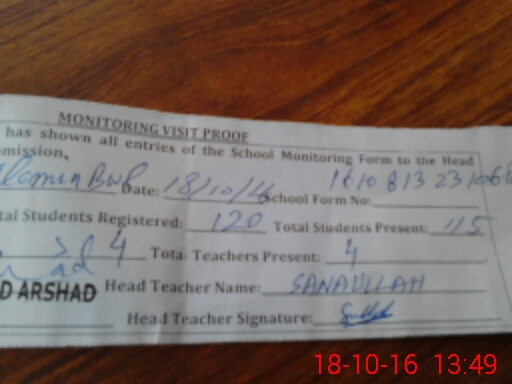 MONITORING VISIT PROOF
has shown all entries of the School Monitoring Form to the Head
mission.
Date: 18/10/16 School Form No: 1610813231068
tal Students Registered: 120 Total Students Present: 115
4 Total Teachers Present: 4
D ARSHAD Head Teacher Name: SANAULLAH
Head Teacher Signature:
18-10-16 13:49